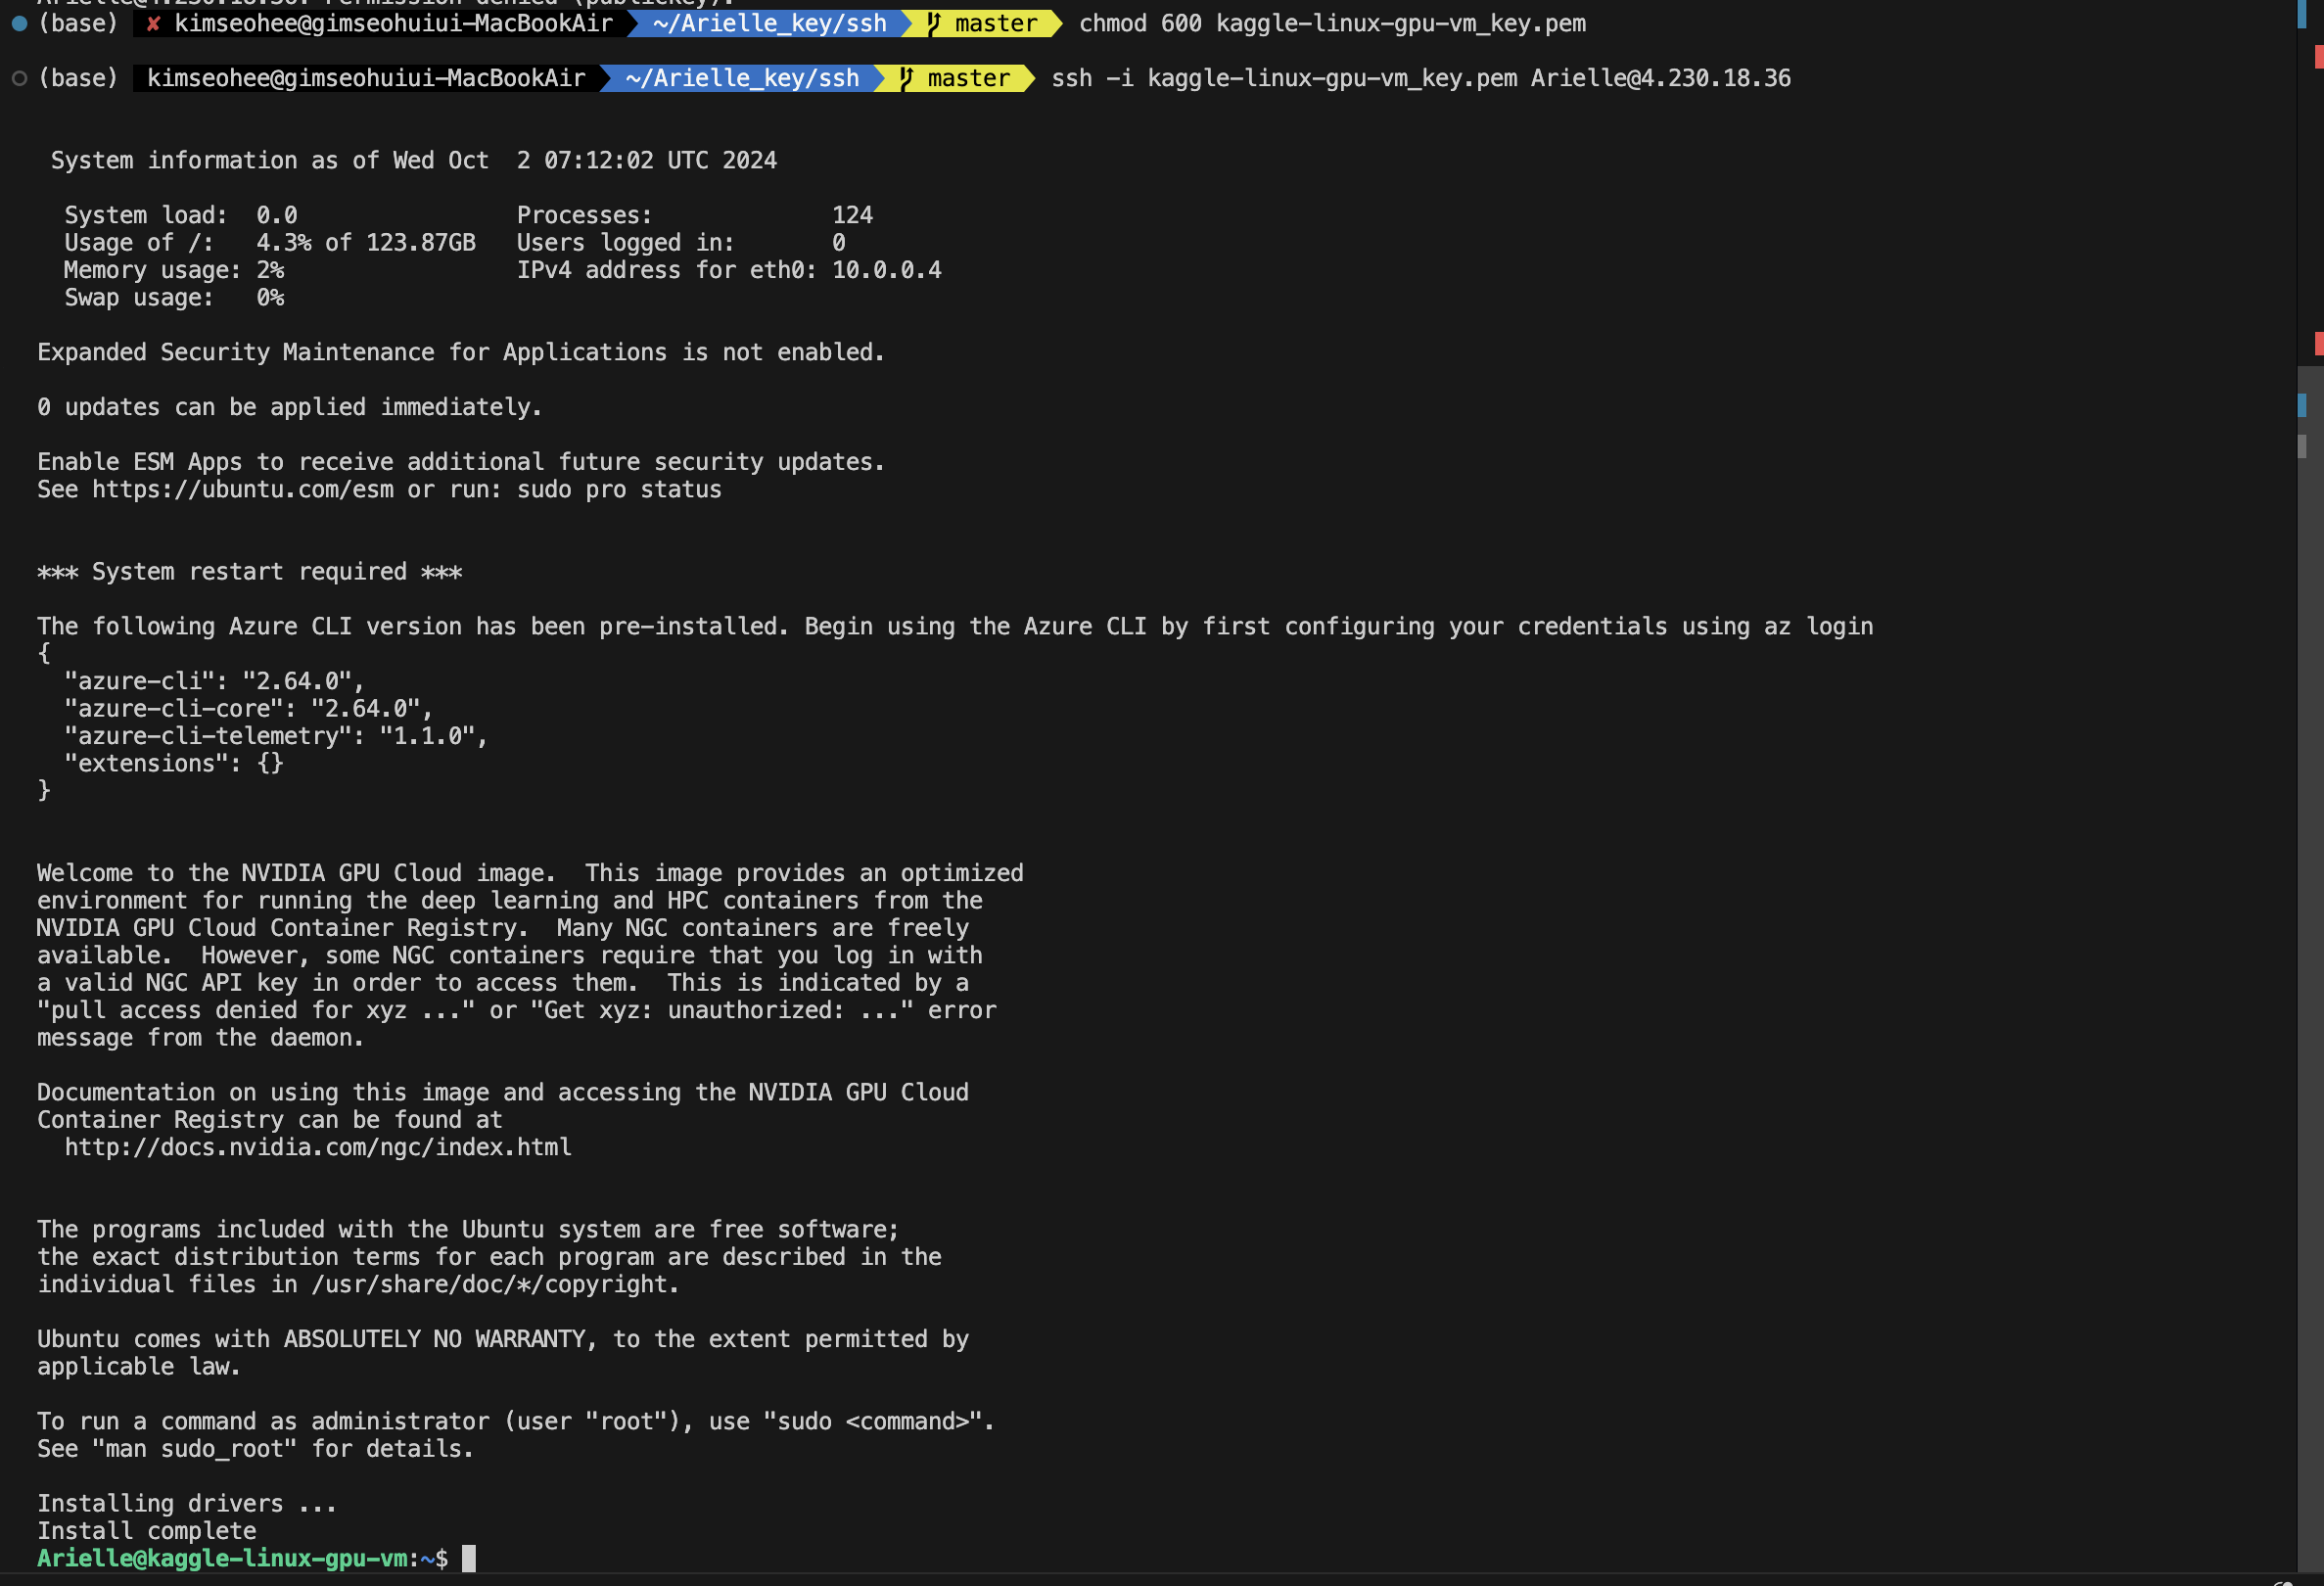 Arielle@4.230.18.36: Permission denied (publickey).
(base) ✘ kimseohee@gimseohuiui-MacBookAir ~/Arielle_key/ssh master chmod 600 kaggle-linux-gpu-vm_key.pem
(base) kimseohee@gimseohuiui-MacBookAir ~/Arielle_key/ssh master ssh -i kaggle-linux-gpu-vm_key.pem Arielle@4.230.18.36
System information as of Wed Oct  2 07:12:02 UTC 2024
System load:  0.0                Processes:             124
Usage of /:   4.3% of 123.87GB   Users logged in:       0
Memory usage: 2%                 IPv4 address for eth0: 10.0.0.4
Swap usage:   0%
Expanded Security Maintenance for Applications is not enabled.
0 updates can be applied immediately.
Enable ESM Apps to receive additional future security updates.
See https://ubuntu.com/esm or run: sudo pro status
*** System restart required ***
The following Azure CLI version has been pre-installed. Begin using the Azure CLI by first configuring your credentials using az login
{
  "azure-cli": "2.64.0",
  "azure-cli-core": "2.64.0",
  "azure-cli-telemetry": "1.1.0",
  "extensions": {}
}
Welcome to the NVIDIA GPU Cloud image.  This image provides an optimized
environment for running the deep learning and HPC containers from the
NVIDIA GPU Cloud Container Registry.  Many NGC containers are freely
available.  However, some NGC containers require that you log in with
a valid NGC API key in order to access them.  This is indicated by a
"pull access denied for xyz ..." or "Get xyz: unauthorized: ..." error
message from the daemon.
Documentation on using this image and accessing the NVIDIA GPU Cloud
Container Registry can be found at
  http://docs.nvidia.com/ngc/index.html
The programs included with the Ubuntu system are free software;
the exact distribution terms for each program are described in the
individual files in /usr/share/doc/*/copyright.
Ubuntu comes with ABSOLUTELY NO WARRANTY, to the extent permitted by
applicable law.
To run a command as administrator (user "root"), use "sudo <command>".
See "man sudo_root" for details.
Installing drivers ...
Install complete
Arielle@kaggle-linux-gpu-vm:~$